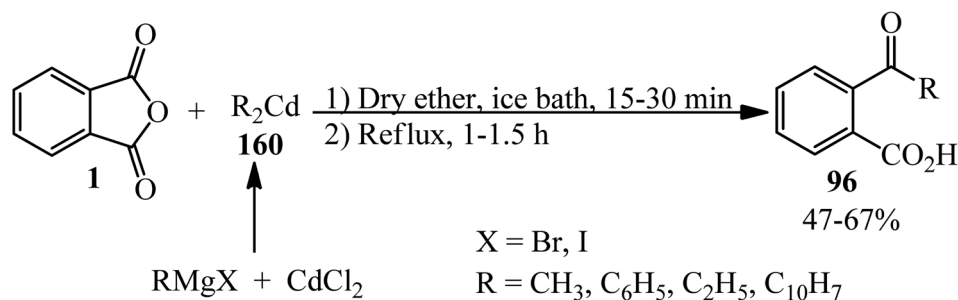 O
O
O
1
+
R₂Cd
160
1) Dry ether, ice bath, 15-30 min
2) Reflux, 1-1.5 h
O
R
CO₂H
96
47-67%
RMgX + CdCl₂
X = Br, I
R = CH₃, C₆H₅, C₂H₅, C₁₀H₇